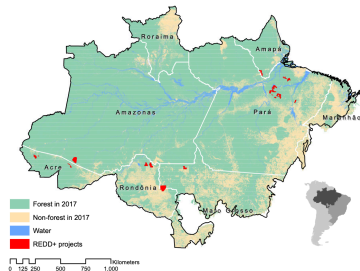 Roraima
Amapá
Amazonas
Pará
Maranhão
Acre
Rondônia
Mato Grosso
Forest in 2017
Non-forest in 2017
Water
REDD+ projects
Kilometers
0 125 250 500 750 1.000